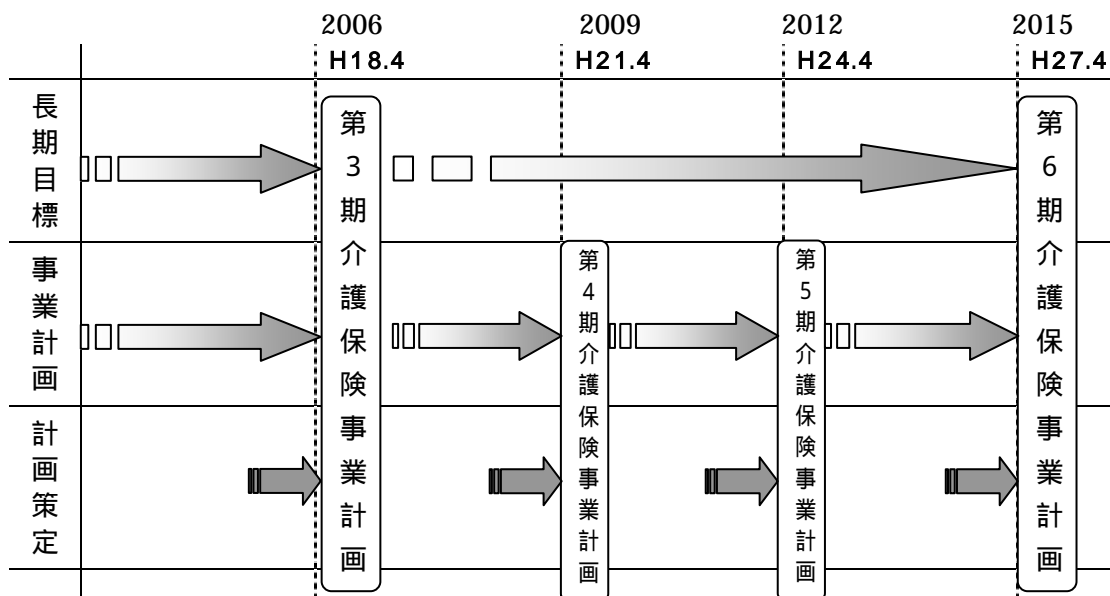 2006
2009
2012
2015
H18.4
H21.4
H24.4
H27.4
長期目標
事業計画
計画策定
第3期介護保険事業計画
第4期介護保険事業計画
第5期介護保険事業計画
第6期介護保険事業計画